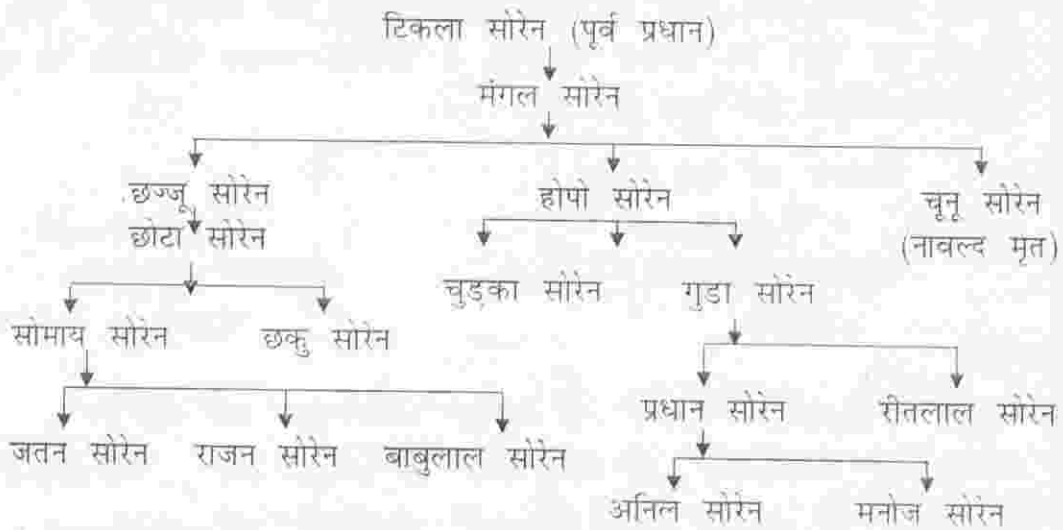 टिकला सोरेन (पूर्व प्रधान)
मंगल सोरेन
छज्जू सोरेन होपो सोरेन चूनू सोरेन
छोटा सोरेन (नावल्द मृत)
चुड़का सोरेन गुडा सोरेन
सोमाय सोरेन छकु सोरेन
प्रधान सोरेन रीतलाल सोरेन
जतन सोरेन राजन सोरेन बाबुलाल सोरेन
अनिल सोरेन मनोज सोरेन